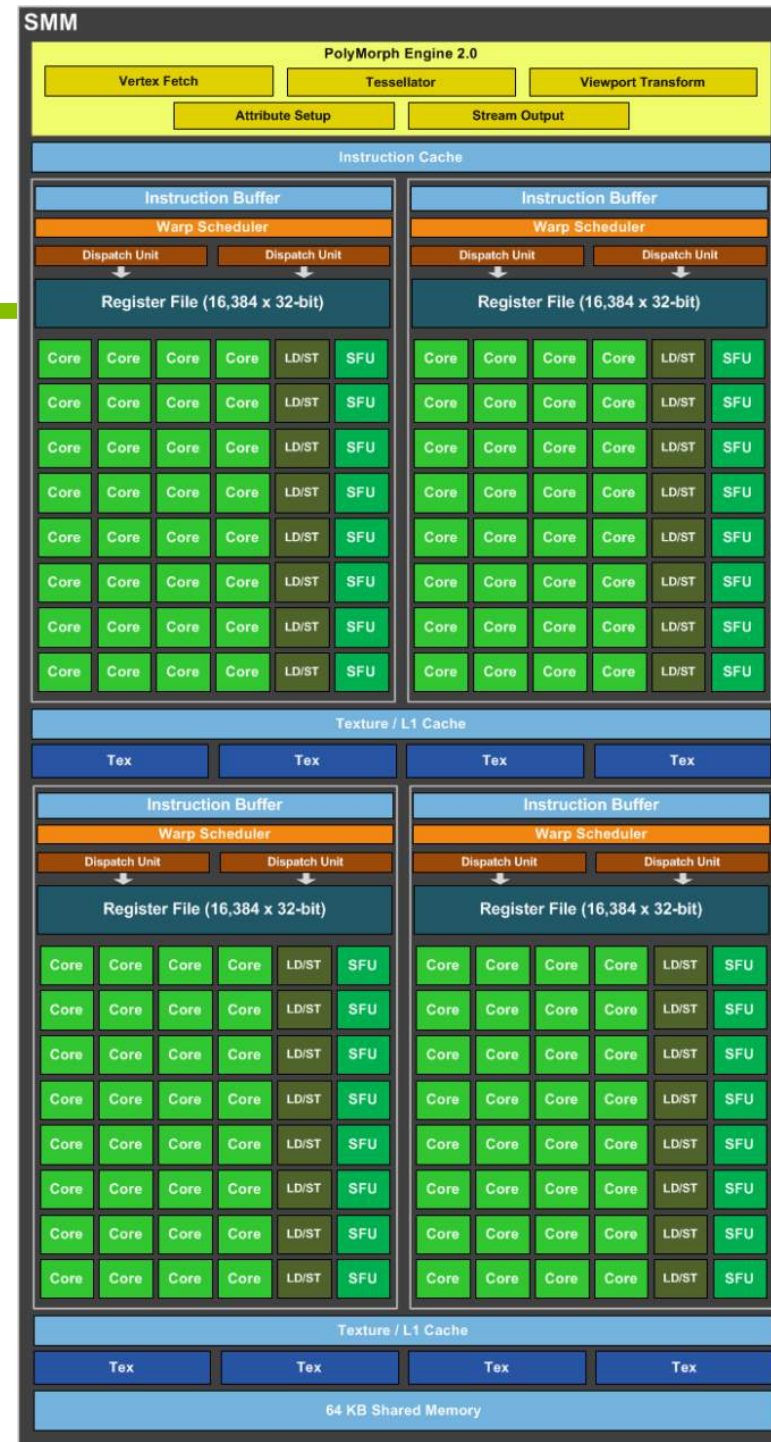 SMM
PolyMorph Engine 2.0
Vertex Fetch Tessellator Viewport Transform
Attribute Setup Stream Output
Instruction Cache
Instruction Buffer Instruction Buffer
Warp Scheduler Warp Scheduler
Dispatch Unit Dispatch Unit Dispatch Unit Dispatch Unit
Register File (16,384 x 32-bit) Register File (16,384 x 32-bit)
Core Core Core Core LD/ST SFU Core Core Core Core LD/ST SFU
Core Core Core Core LD/ST SFU Core Core Core Core LD/ST SFU
Core Core Core Core LD/ST SFU Core Core Core Core LD/ST SFU
Core Core Core Core LD/ST SFU Core Core Core Core LD/ST SFU
Core Core Core Core LD/ST SFU Core Core Core Core LD/ST SFU
Core Core Core Core LD/ST SFU Core Core Core Core LD/ST SFU
Core Core Core Core LD/ST SFU Core Core Core Core LD/ST SFU
Core Core Core Core LD/ST SFU Core Core Core Core LD/ST SFU
Texture / L1 Cache
Tex Tex Tex Tex
Instruction Buffer Instruction Buffer
Warp Scheduler Warp Scheduler
Dispatch Unit Dispatch Unit Dispatch Unit Dispatch Unit
Register File (16,384 x 32-bit) Register File (16,384 x 32-bit)
Core Core Core Core LD/ST SFU Core Core Core Core LD/ST SFU
Core Core Core Core LD/ST SFU Core Core Core Core LD/ST SFU
Core Core Core Core LD/ST SFU Core Core Core Core LD/ST SFU
Core Core Core Core LD/ST SFU Core Core Core Core LD/ST SFU
Core Core Core Core LD/ST SFU Core Core Core Core LD/ST SFU
Core Core Core Core LD/ST SFU Core Core Core Core LD/ST SFU
Core Core Core Core LD/ST SFU Core Core Core Core LD/ST SFU
Core Core Core Core LD/ST SFU Core Core Core Core LD/ST SFU
Texture / L1 Cache
Tex Tex Tex Tex
64 KB Shared Memory